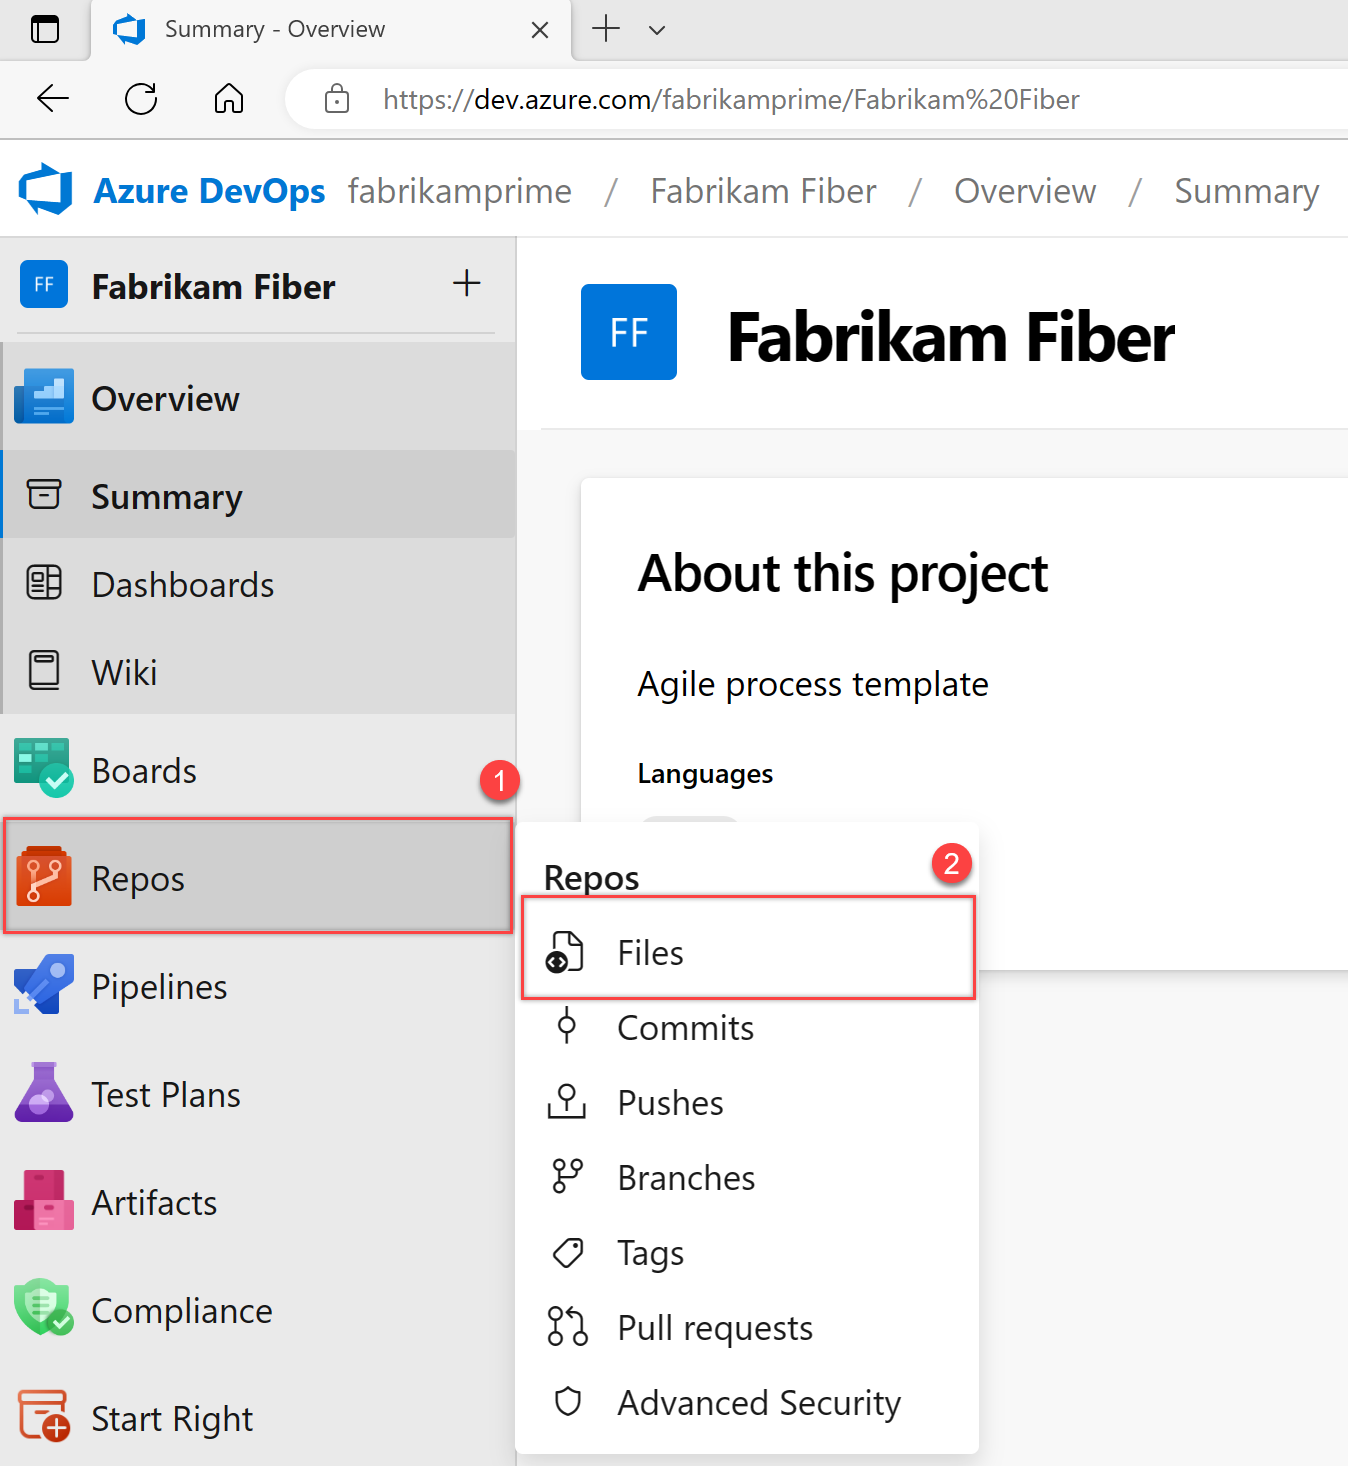 Summary - Overview
https://dev.azure.com/fabrikamprime/Fabrikam%20Fiber
Azure DevOps fabrikamprime / Fabrikam Fiber / Overview / Summary
FF Fabrikam Fiber +
Overview
Summary
Dashboards
Wiki
Boards
1
Repos
Pipelines
Test Plans
Artifacts
Compliance
Start Right
FF Fabrikam Fiber
About this project
Agile process template
Languages
Repos
2
Files
Commits
Pushes
Branches
Tags
Pull requests
Advanced Security